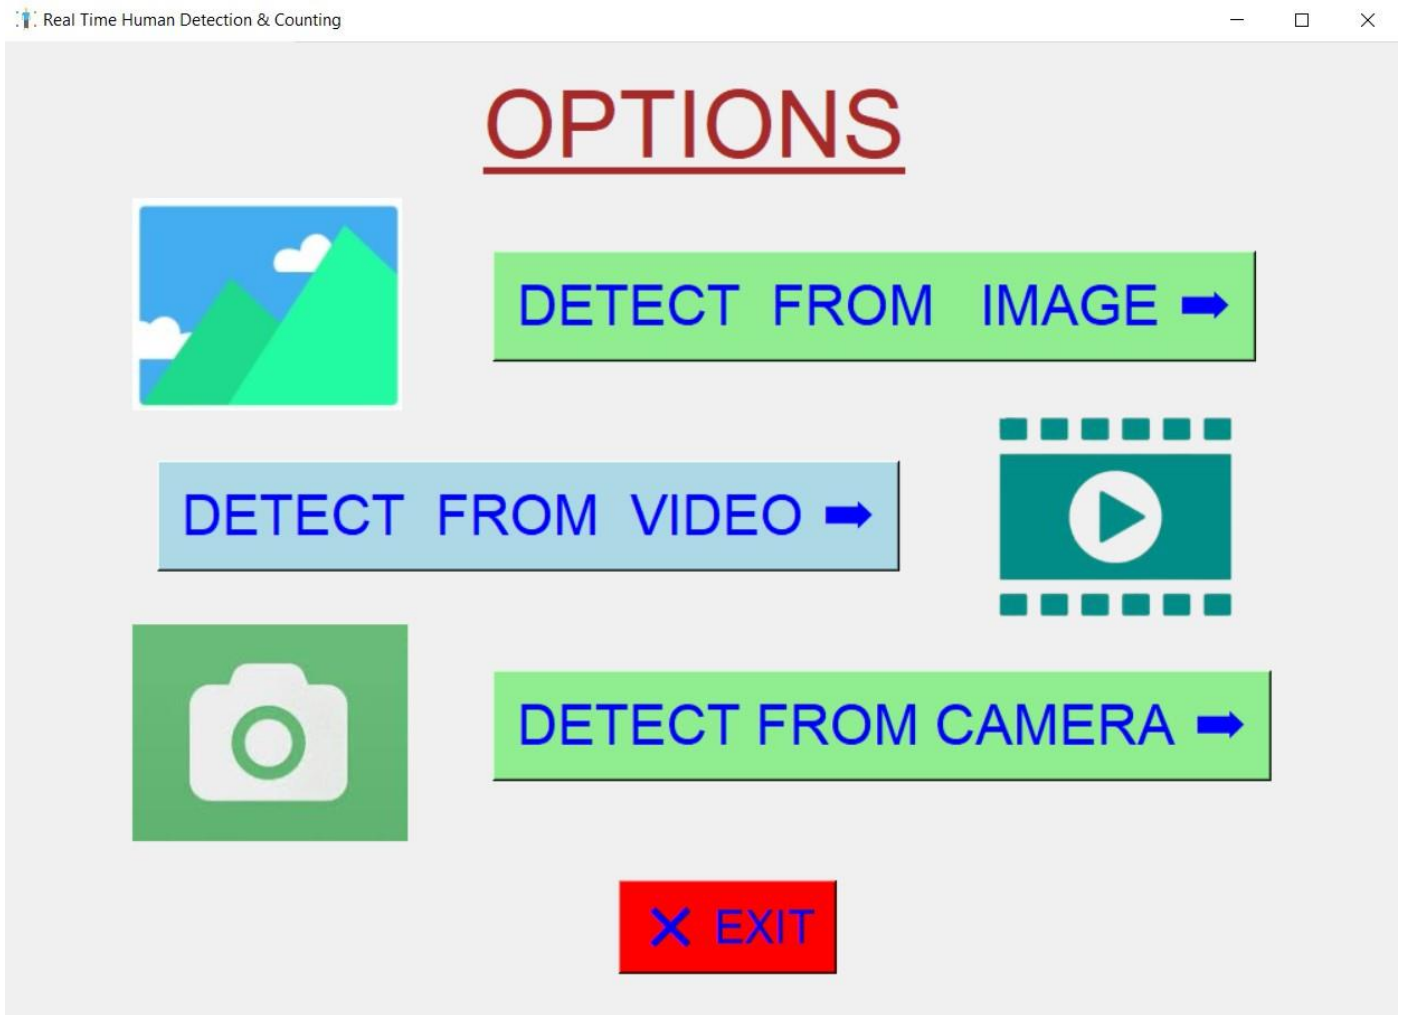 Real Time Human Detection & Counting
OPTIONS
DETECT FROM IMAGE ➡
DETECT FROM VIDEO ➡
DETECT FROM CAMERA ➡
❌ EXIT